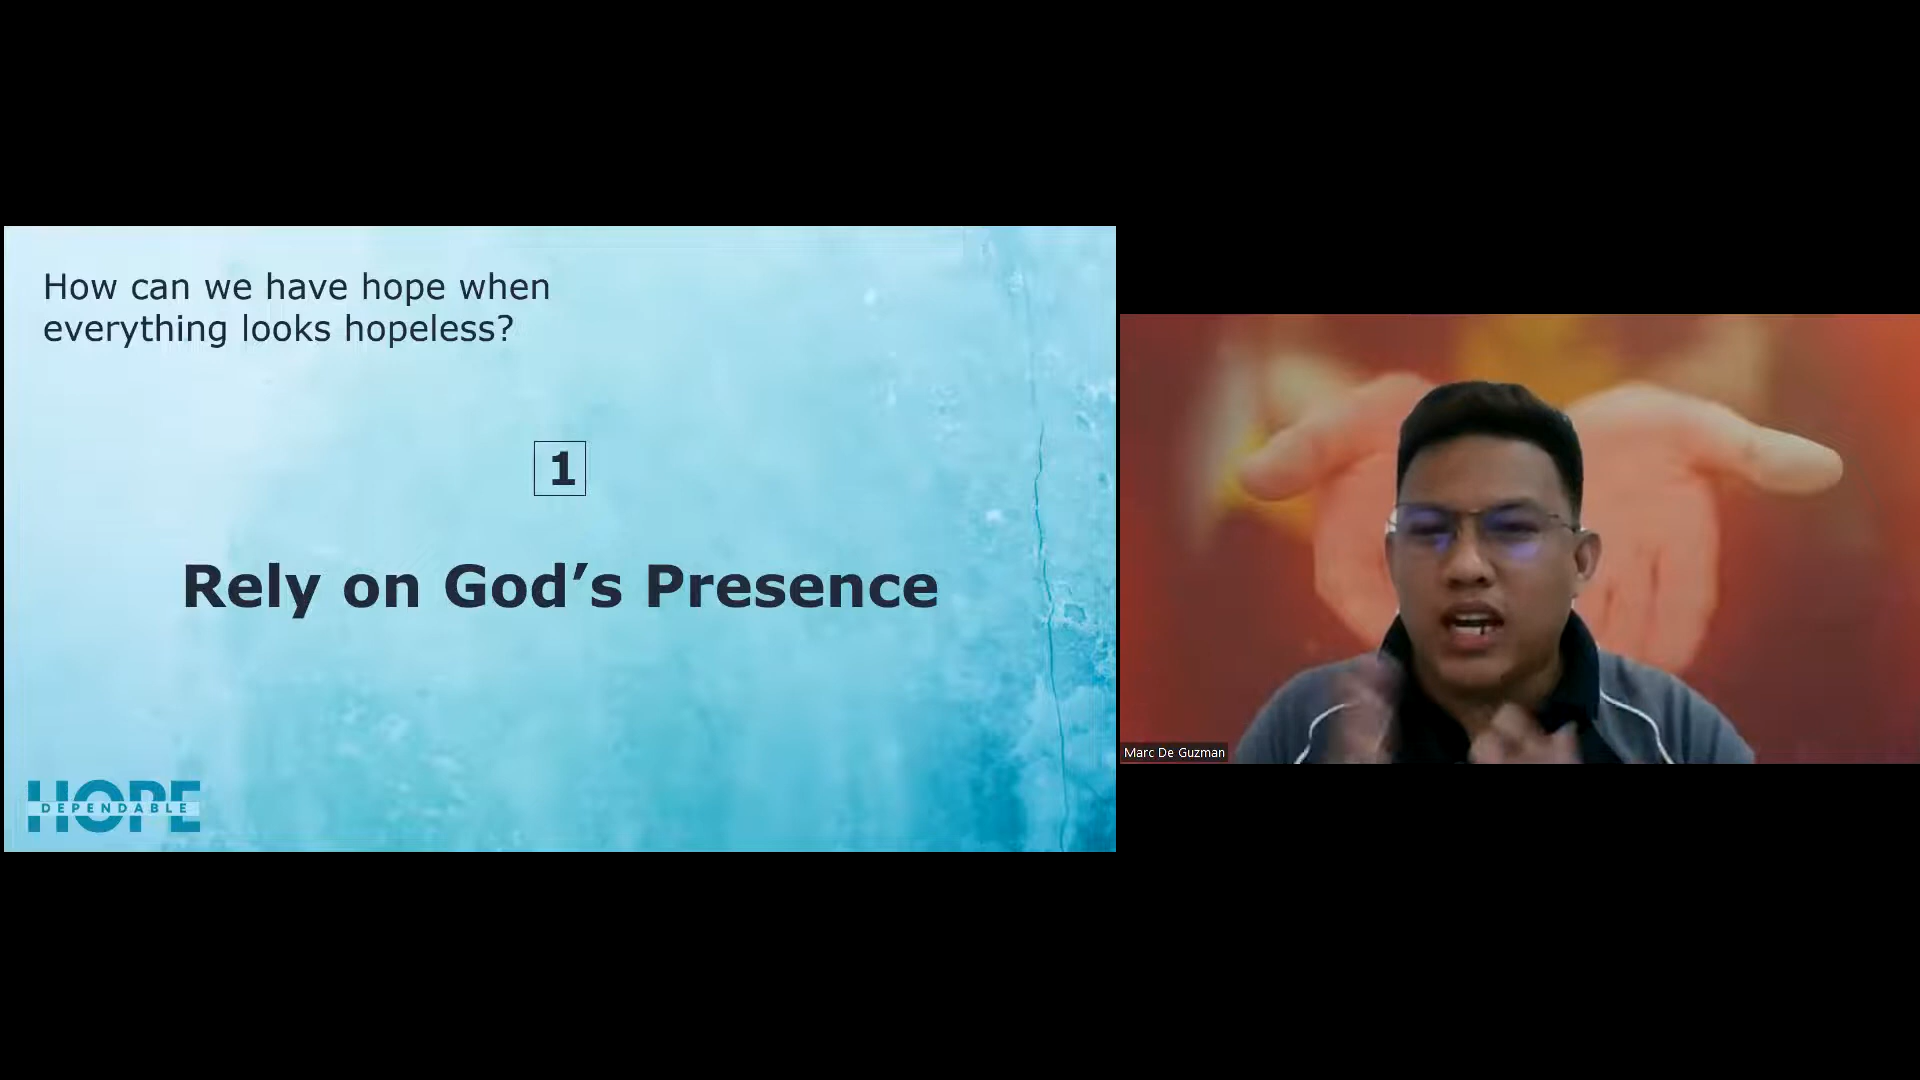 How can we have hope when
everything looks hopeless?
1
Rely on God’s Presence
HOPE
DEPENDABLE
Marc De Guzman